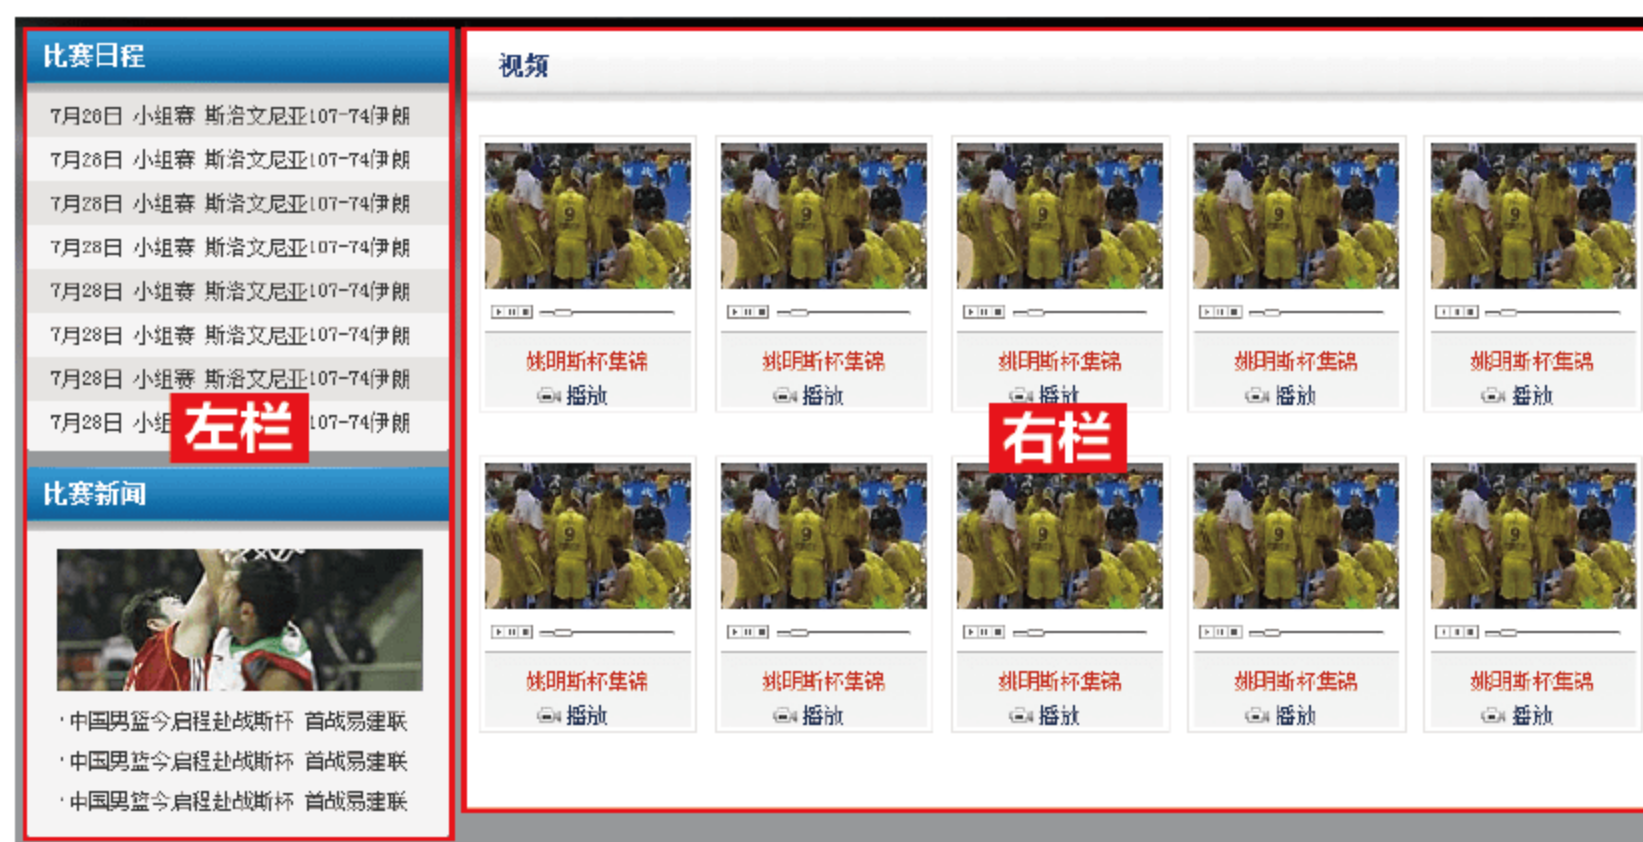 比赛日程
7月28日 小组赛 斯洛文尼亚107-74伊朗
7月28日 小组赛 斯洛文尼亚107-74伊朗
7月28日 小组赛 斯洛文尼亚107-74伊朗
7月28日 小组赛 斯洛文尼亚107-74伊朗
7月28日 小组赛 斯洛文尼亚107-74伊朗
7月28日 小组赛 斯洛文尼亚107-74伊朗
7月28日 小组赛 斯洛文尼亚107-74伊朗
7月28日 小组 107-74伊朗
左栏
比赛新闻
·中国男篮今启程赴战斯杯 首战易建联
·中国男篮今启程赴战斯杯 首战易建联
·中国男篮今启程赴战斯杯 首战易建联
视频
9 9 9 9 9
姚明斯杯集锦 姚明斯杯集锦 姚明斯杯集锦 姚明斯杯集锦 姚明斯杯集锦
播放 播放 播放 播放 播放
右栏
9 9 9 9 9
姚明斯杯集锦 姚明斯杯集锦 姚明斯杯集锦 姚明斯杯集锦 姚明斯杯集锦
播放 播放 播放 播放 播放